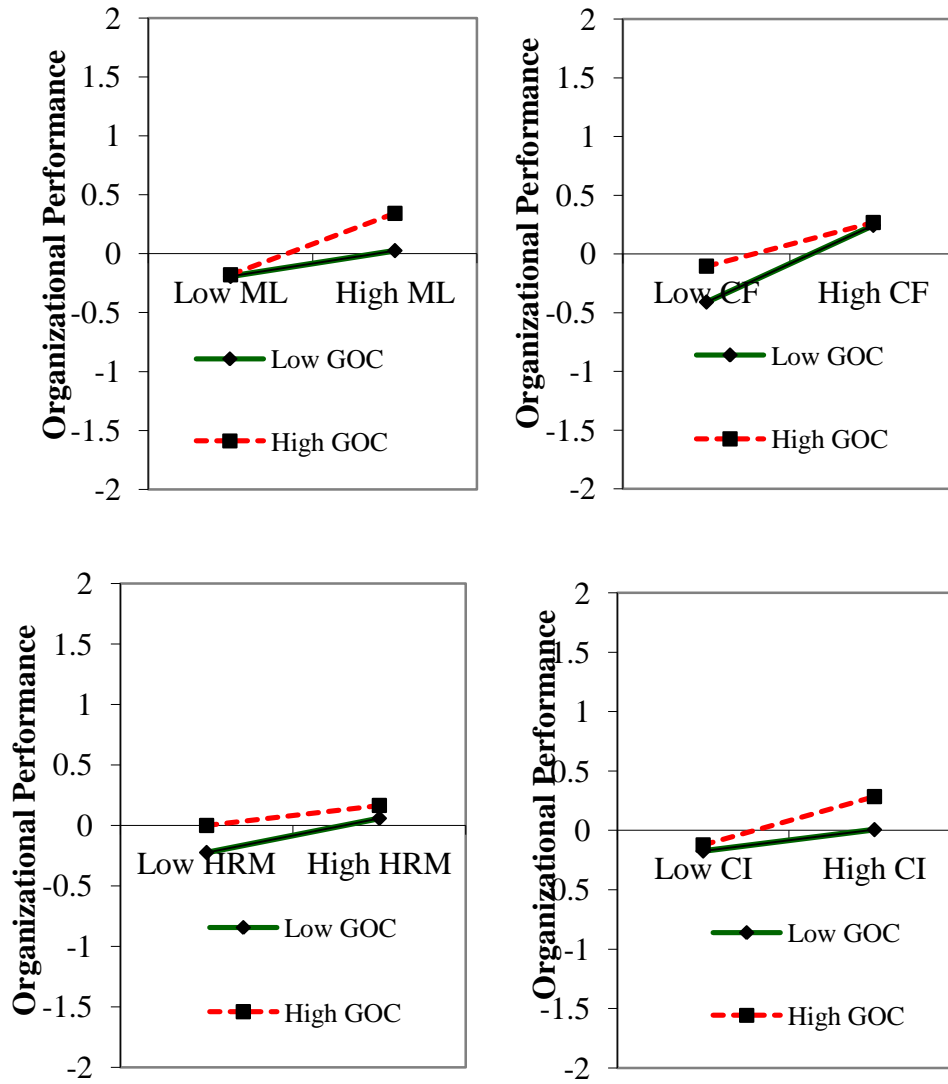 Organizational Performance
2
1.5
1
0.5
0
-0.5
-1
-1.5
-2
Low ML High ML
Low GOC
High GOC
Organizational Performance
2
1.5
1
0.5
0
-0.5
-1
-1.5
-2
Low CF High CF
Low GOC
High GOC
Organizational Performance
2
1.5
1
0.5
0
-0.5
-1
-1.5
-2
Low HRM High HRM
Low GOC
High GOC
Organizational Performance
2
1.5
1
0.5
0
-0.5
-1
-1.5
-2
Low CI High CI
Low GOC
High GOC